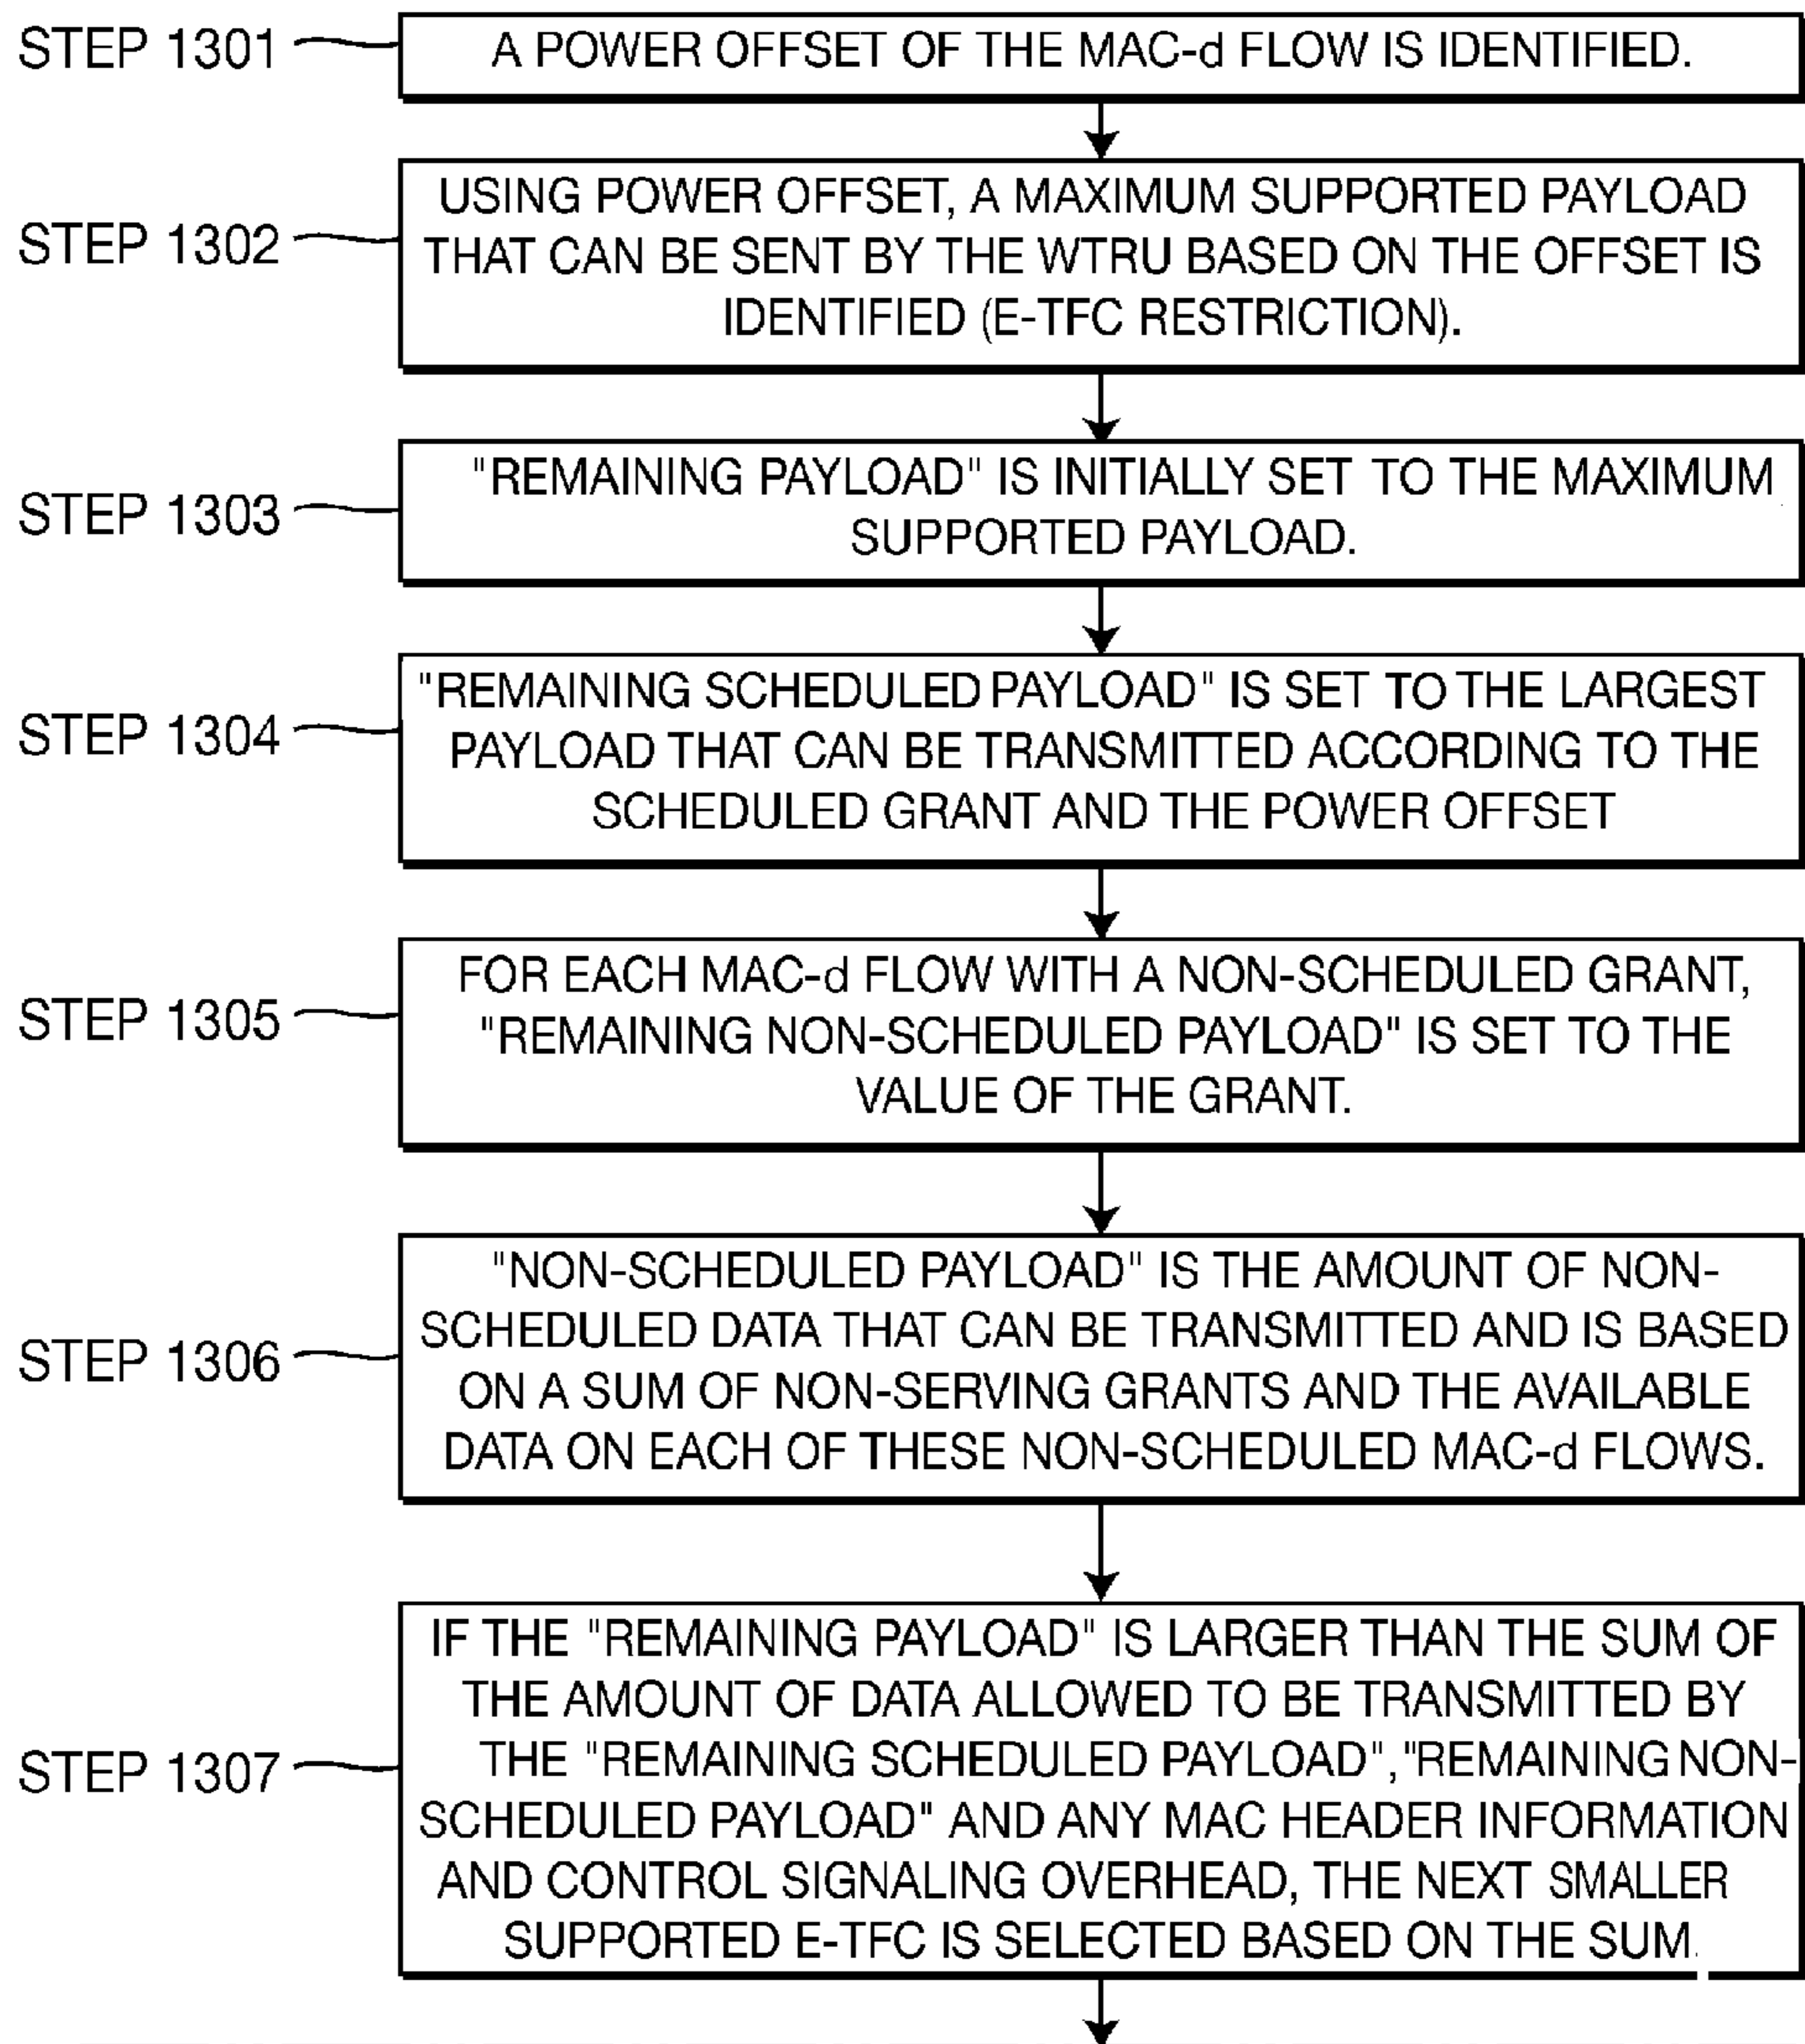 STEP 1301
A POWER OFFSET OF THE MAC-d FLOW IS IDENTIFIED.
STEP 1302
USING POWER OFFSET, A MAXIMUM SUPPORTED PAYLOAD
THAT CAN BE SENT BY THE WTRU BASED ON THE OFFSET IS
IDENTIFIED (E-TFC RESTRICTION).
STEP 1303
"REMAINING PAYLOAD" IS INITIALLY SET TO THE MAXIMUM
SUPPORTED PAYLOAD.
STEP 1304
"REMAINING SCHEDULED PAYLOAD" IS SET TO THE LARGEST
PAYLOAD THAT CAN BE TRANSMITTED ACCORDING TO THE
SCHEDULED GRANT AND THE POWER OFFSET
STEP 1305
FOR EACH MAC-d FLOW WITH A NON-SCHEDULED GRANT,
"REMAINING NON-SCHEDULED PAYLOAD" IS SET TO THE
VALUE OF THE GRANT.
STEP 1306
"NON-SCHEDULED PAYLOAD" IS THE AMOUNT OF NON-
SCHEDULED DATA THAT CAN BE TRANSMITTED AND IS BASED
ON A SUM OF NON-SERVING GRANTS AND THE AVAILABLE
DATA ON EACH OF THESE NON-SCHEDULED MAC-d FLOWS.
STEP 1307
IF THE "REMAINING PAYLOAD" IS LARGER THAN THE SUM OF
THE AMOUNT OF DATA ALLOWED TO BE TRANSMITTED BY
THE "REMAINING SCHEDULED PAYLOAD","REMAINING NON-
SCHEDULED PAYLOAD" AND ANY MAC HEADER INFORMATION
AND CONTROL SIGNALING OVERHEAD, THE NEXT SMALLER
SUPPORTED E-TFC IS SELECTED BASED ON THE SUM.